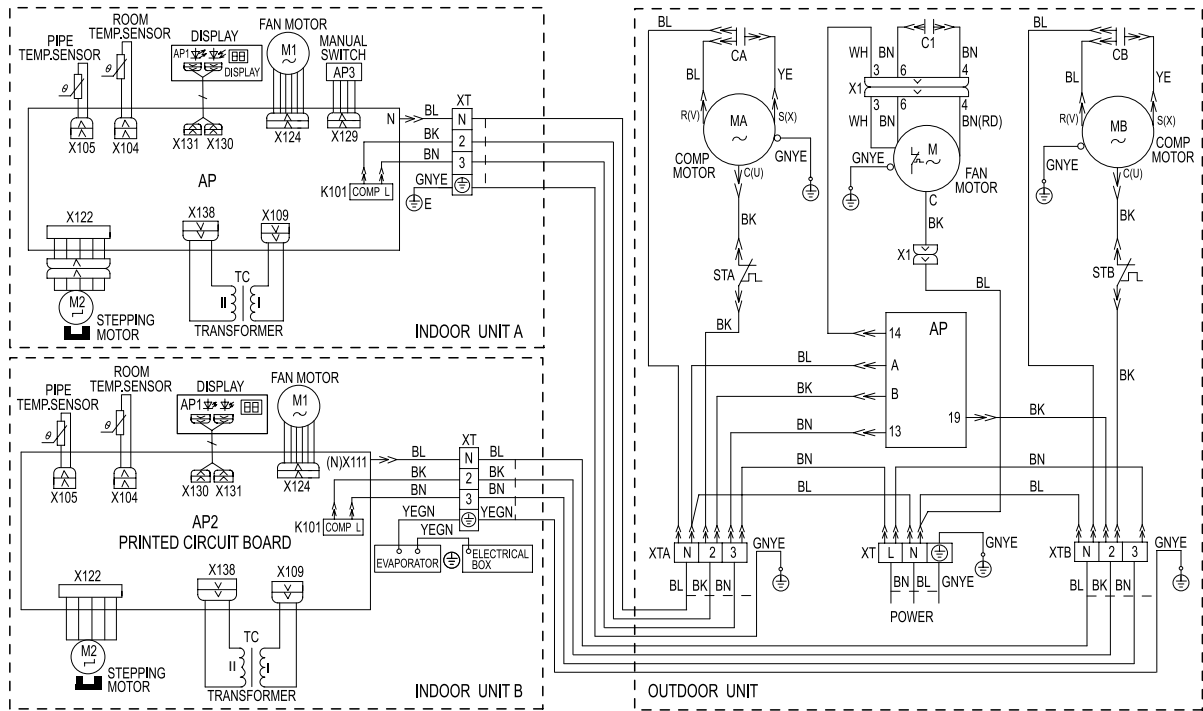 ROOM
TEMP.SENSOR
PIPE
TEMP.SENSOR
DISPLAY
AP1
DISPLAY
FAN MOTOR
M1
MANUAL
SWITCH
AP3
θ
θ
X105
X104
X131
X130
X124
X129
N
BL
BK
BN
GNYE
XT
N
2
3
K101
COMP L
E
AP
X122
X138
X109
TC
II
I
M2
STEPPING
MOTOR
TRANSFORMER
INDOOR UNIT A
PIPE
TEMP.SENSOR
ROOM
TEMP.SENSOR
DISPLAY
AP1
FAN MOTOR
M1
θ
θ
X105
X104
X130
X131
X124
(N)X111
BL
BK
BN
YEGN
YEGN
XT
N
2
3
BL
BK
BN
YEGN
K101
COMP L
EVAPORATOR
ELECTRICAL
BOX
AP2
PRINTED CIRCUIT BOARD
X122
X138
X109
TC
II
I
M2
STEPPING
MOTOR
TRANSFORMER
INDOOR UNIT B
BL
CA
BL
YE
R(V)
S(X)
MA
COMP
MOTOR
GNYE
C(U)
BK
STA
BK
WH
BN
C1
BN
3
6
4
X1
3
6
4
WH
BN
BN(RD)
M
GNYE
FAN
MOTOR
C
BK
X1
BL
BL
CB
BL
YE
R(V)
S(X)
MB
COMP
MOTOR
GNYE
C(U)
BK
STB
BK
AP
14
A
B
13
19
BL
BK
BN
BK
BN
BL
BN
BL
XTA
N
2
3
GNYE
BL
BK
BN
XT
L
N
GNYE
BN
BL
GNYE
POWER
XTB
N
2
3
GNYE
BL
BK
BN
OUTDOOR UNIT